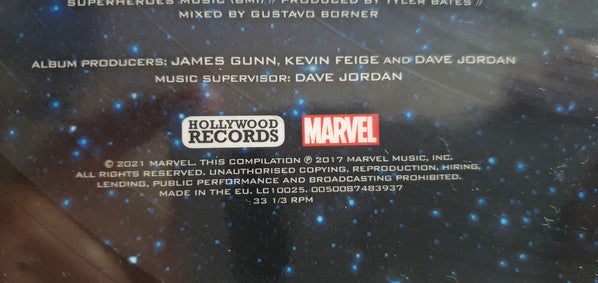 SUPERHEROES MUSIC (BMI) // PRODUCED BY TYLER BATES //
MIXED BY GUSTAVO BORNER
ALBUM PRODUCERS: JAMES GUNN, KEVIN FEIGE AND DAVE JORDAN
MUSIC SUPERVISOR: DAVE JORDAN
HOLLYWOOD
RECORDS
MARVEL
© 2021 MARVEL. THIS COMPILATION ℗ 2017 MARVEL MUSIC, INC.
ALL RIGHTS RESERVED. UNAUTHORISED COPYING, REPRODUCTION, HIRING,
LENDING, PUBLIC PERFORMANCE AND BROADCASTING PROHIBITED.
MADE IN THE EU. LC10025. 0050087483937
33 1/3 RPM